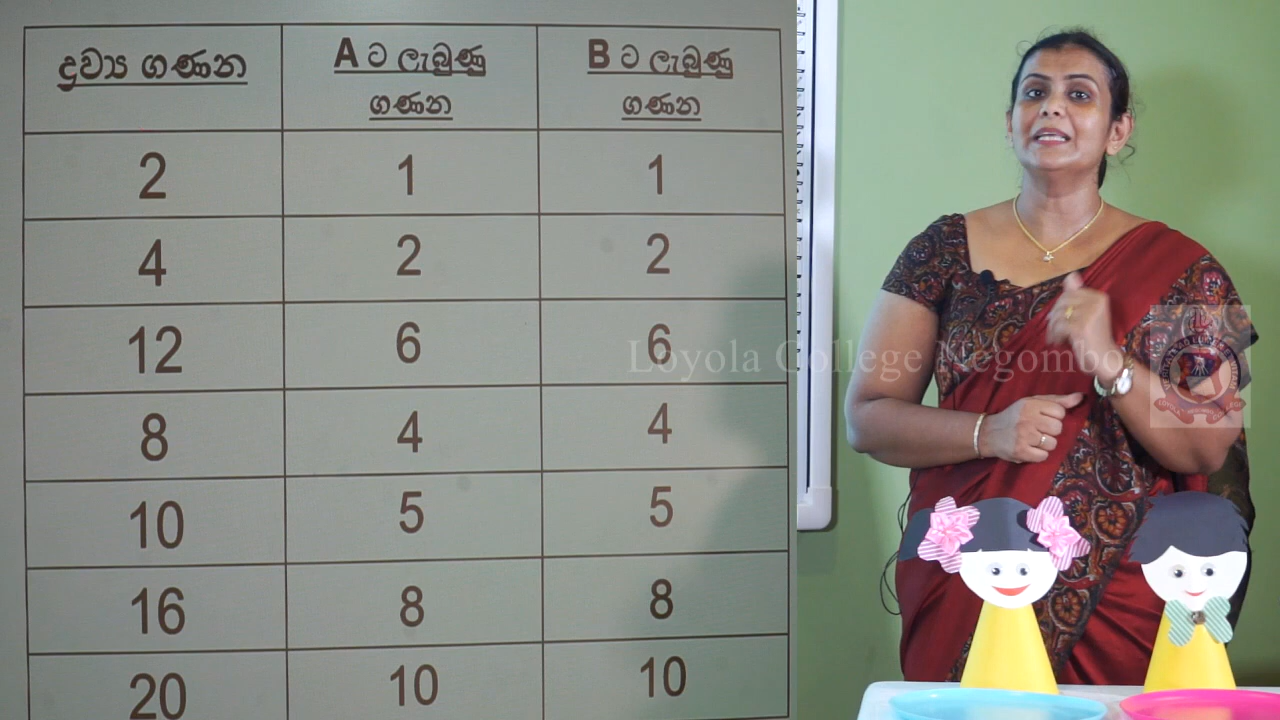 ද්‍රව්‍ය ගණන
A ට ලැබුණු ගණන
B ට ලැබුණු ගණන
2 1 1
4 2 2
12 6 6
8 4 4
10 5 5
16 8 8
20 10 10
Loyola College Negombo